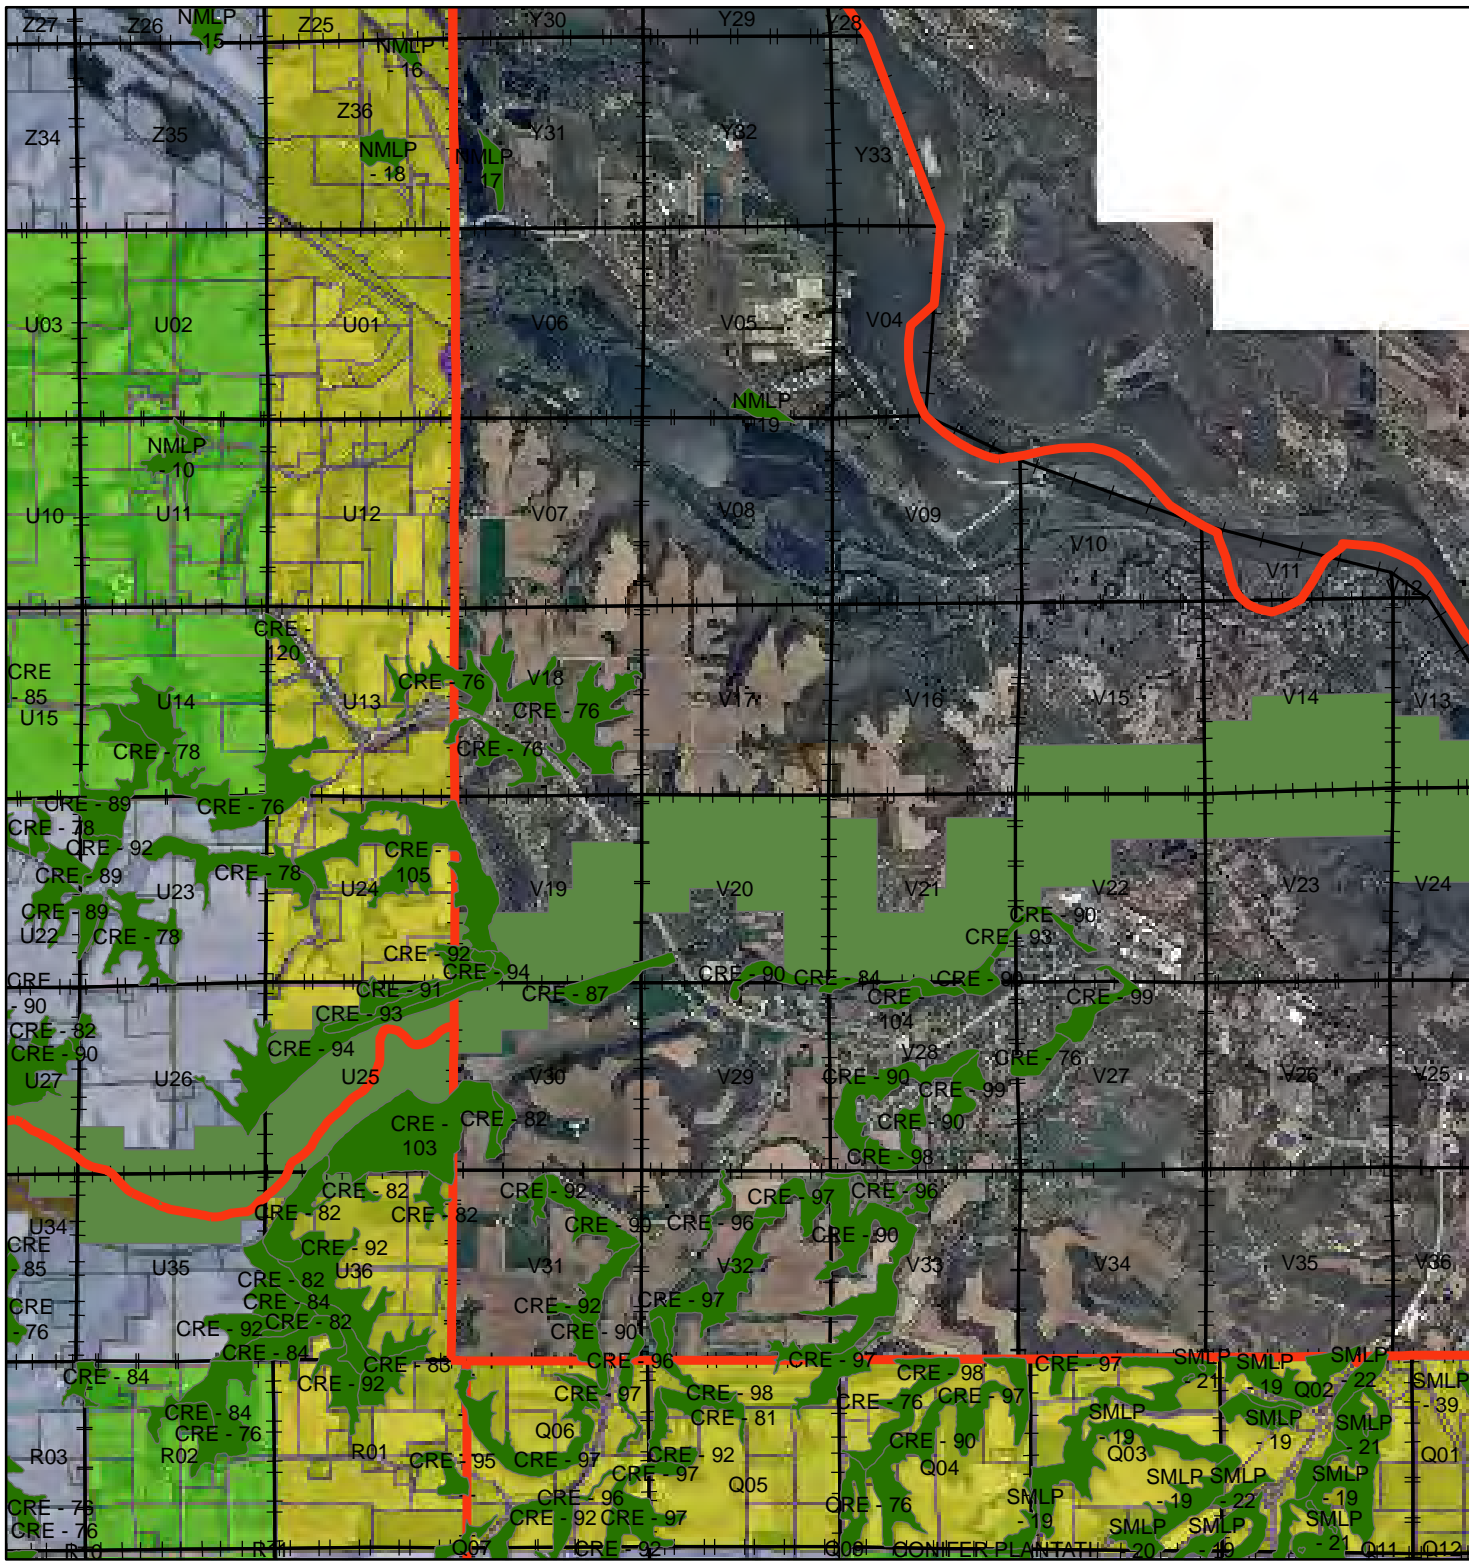 Z27
Z26
NMLP
- 15
Z25
Y30
Y29
Y28
NMLP
- 16
Z34
Z35
Z36
NMLP
- 18
NMLP
- 17
Y31
Y32
Y33
U03
U02
U01
V06
V05
V04
NMLP
- 19
NMLP
- 10
U10
U11
U12
V07
V08
V09
V10
V11
V12
CRE -
120
CRE
- 85
U15
U14
U13
CRE - 76
V18
CRE - 76
V17
V16
V15
V14
V13
CRE - 78
CRE - 76
CRE - 89
CRE - 76
CRE - 78
CRE - 92
CRE - 89
U23
CRE - 78
U24
CRE -
105
V19
V20
V21
V22
V23
V24
CRE - 89
U22
CRE - 78
CRE - 90
CRE - 93
CRE - 92
CRE - 94
CRE
- 90
CRE - 91
CRE - 87
CRE - 90
CRE - 84
CRE - 90
CRE -
104
CRE - 99
CRE - 93
CRE - 82
CRE - 90
U27
U26
CRE - 94
U25
V30
V29
V28
CRE - 90
CRE - 99
CRE - 76
V27
V26
V25
CRE -
103
CRE - 82
CRE - 90
CRE - 98
CRE - 82
CRE - 82
CRE - 82
CRE - 92
CRE - 97
CRE - 96
U34
CRE
- 85
U35
CRE - 92
U36
CRE - 90
CRE - 96
CRE - 90
V31
V32
V33
V34
V35
V36
CRE - 82
CRE - 84
CRE - 82
CRE - 92
CRE
- 76
CRE - 84
CRE - 92
CRE - 97
CRE - 90
CRE - 84
CRE - 92
CRE - 83
CRE - 96
CRE - 97
CRE - 98
CRE - 97
SMLP
- 21
SMLP
- 19
SMLP
- 22
SMLP
- 39
Q02
CRE - 84
CRE - 76
R03
R02
R01
CRE - 97
CRE - 98
CRE - 81
CRE - 76
CRE - 97
Q06
CRE - 95
CRE - 97
CRE - 92
CRE - 97
Q05
CRE - 90
Q04
SMLP
- 19
Q03
SMLP
- 19
SMLP
- 21
Q01
CRE - 76
CRE - 76
CRE - 96
CRE - 92
CRE - 97
CRE - 76
SMLP
- 19
SMLP
- 19
SMLP
- 22
SMLP
- 19
SMLP
- 20
SMLP
- 19
SMLP
- 21
Q07
CRE - 92
CONIFER PLANTATI
Q11
Q12